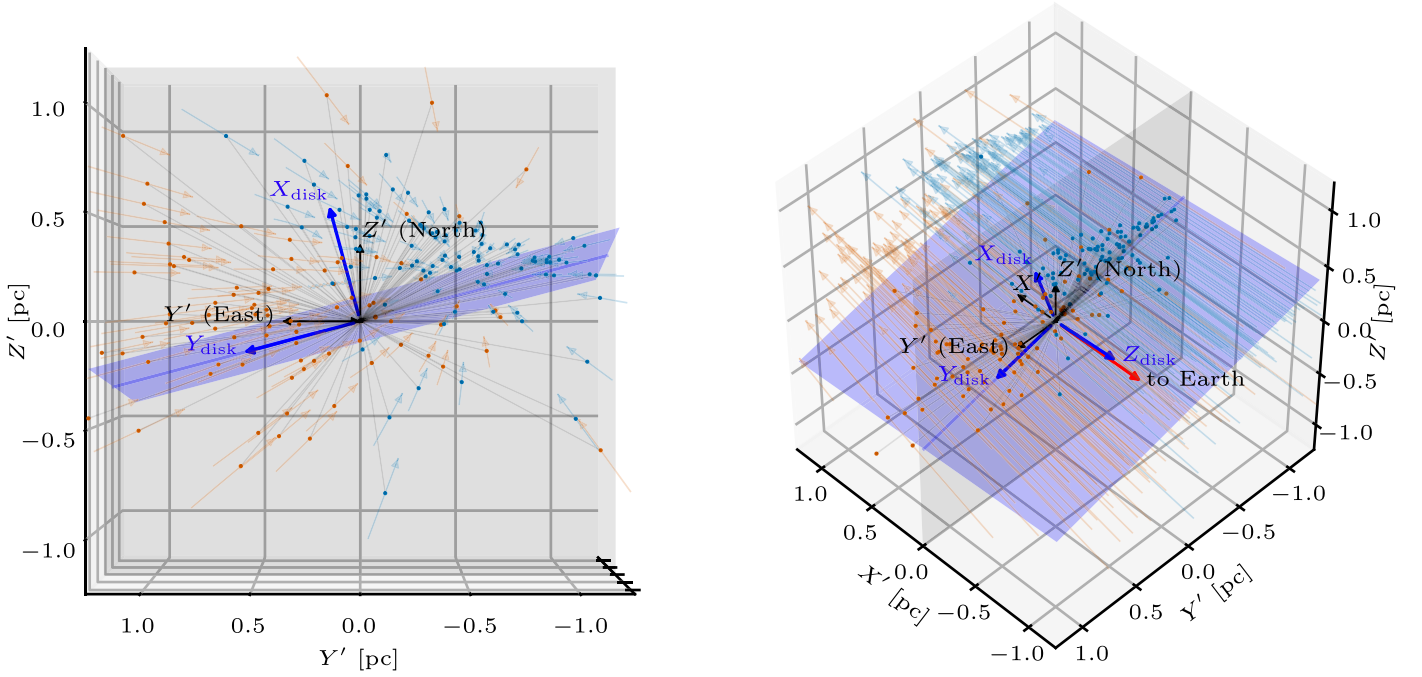 1.0
0.5
0.0
−0.5
−1.0
Z′ [pc]
X_disk
Z′ (North)
Y′ (East)
Y_disk
1.0
0.5
0.0
−0.5
−1.0
Y′ [pc]
X_disk
X′
Z′ (North)
Y′ (East)
Y_disk
Z_disk
to Earth
1.0
0.5
0.0
−0.5
−1.0
Z′ [pc]
1.0
0.5
0.0
−0.5
−1.0
X′ [pc]
−1.0
−0.5
0.0
0.5
1.0
Y′ [pc]